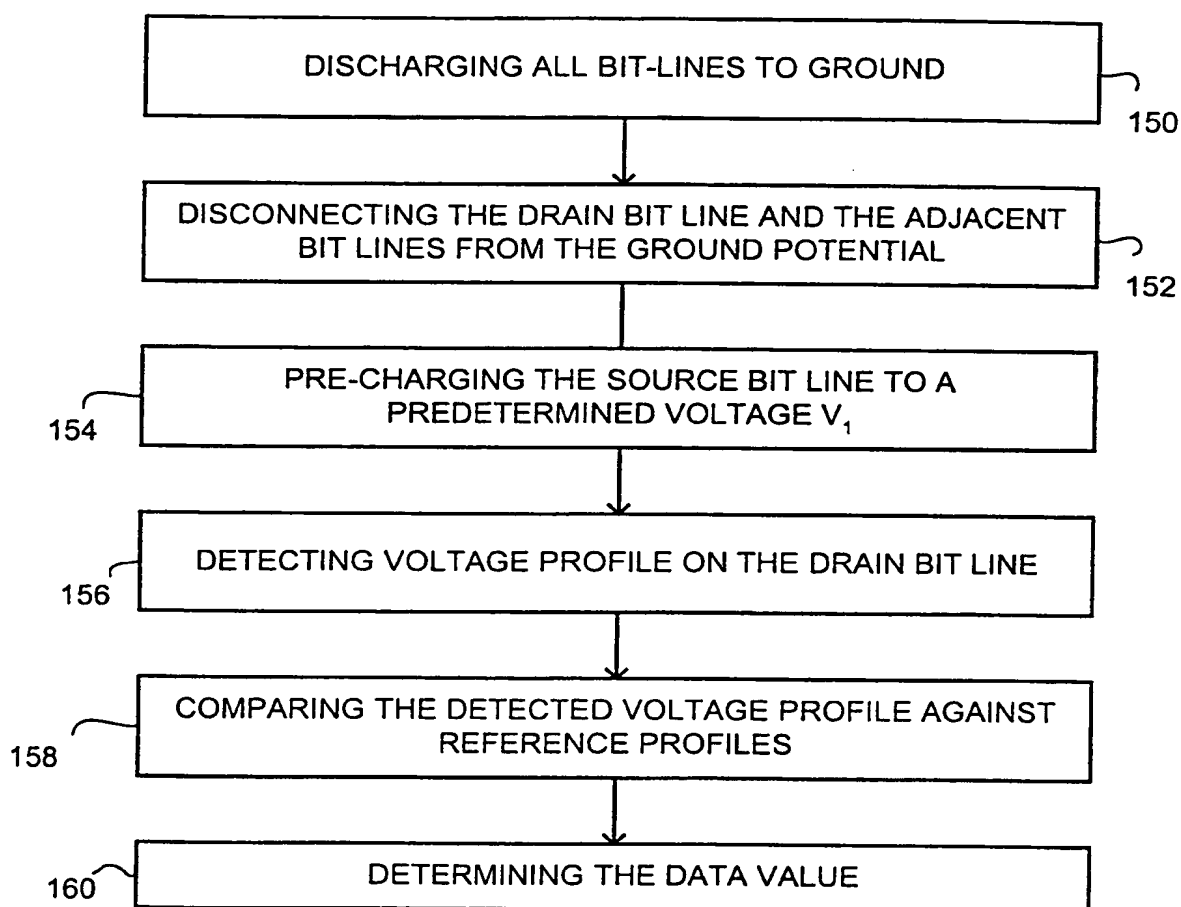 DISCHARGING ALL BIT-LINES TO GROUND
150
DISCONNECTING THE DRAIN BIT LINE AND THE ADJACENT
BIT LINES FROM THE GROUND POTENTIAL
152
PRE-CHARGING THE SOURCE BIT LINE TO A
PREDETERMINED VOLTAGE V₁
154
DETECTING VOLTAGE PROFILE ON THE DRAIN BIT LINE
156
COMPARING THE DETECTED VOLTAGE PROFILE AGAINST
REFERENCE PROFILES
158
DETERMINING THE DATA VALUE
160